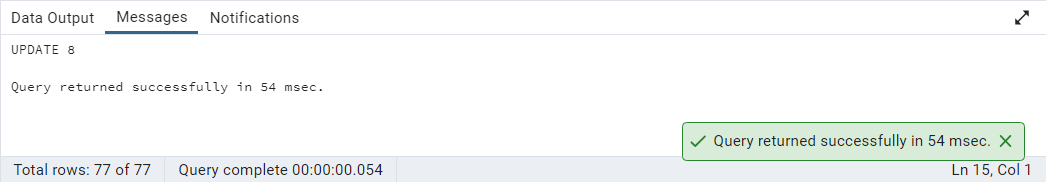 Data Output Messages Notifications
UPDATE 8
Query returned successfully in 54 msec.
Query returned successfully in 54 msec.
Total rows: 77 of 77 Query complete 00:00:00.054 Ln 15, Col 1